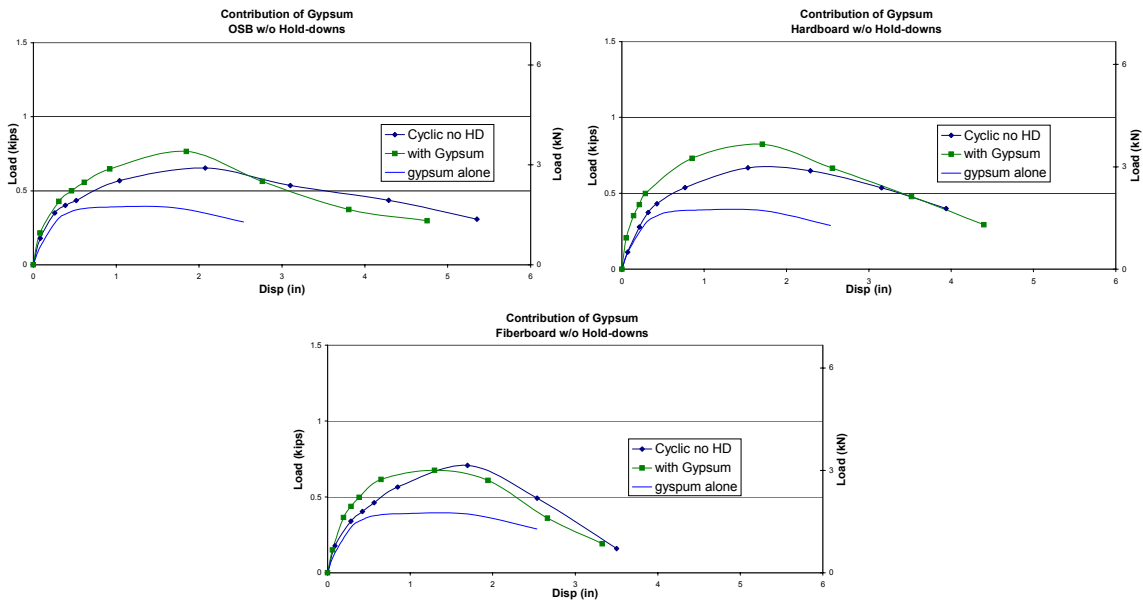 Contribution of Gypsum
OSB w/o Hold-downs
1.5
1
0.5
0
Load (kips)
6
3
0
Load (kN)
Cyclic no HD
with Gypsum
gypsum alone
0 1 2 3 4 5 6
Disp (in)
Contribution of Gypsum
Hardboard w/o Hold-downs
1.5
1
0.5
0
Load (kips)
6
3
0
Load (kN)
Cyclic no HD
with Gypsum
gypsum alone
0 1 2 3 4 5 6
Disp (in)
Contribution of Gypsum
Fiberboard w/o Hold-downs
1.5
1
0.5
0
Load (kips)
6
3
0
Load (kN)
Cyclic no HD
with Gypsum
gyspum alone
0 1 2 3 4 5 6
Disp (in)